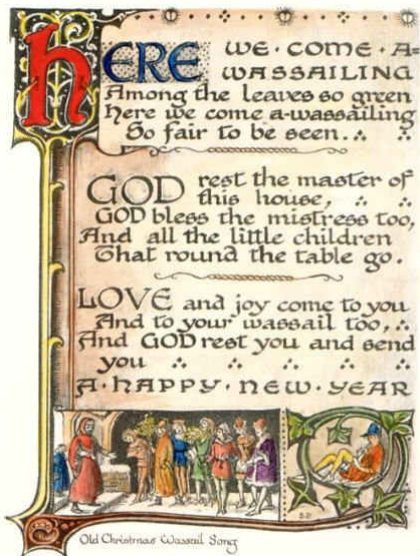 HERE WE · COME · A-
WASSAILING
Among the leaves so green
Here we come a-wassailing
So fair to be seen.
GOD rest the master of
this house,
GOD bless the mistress too,
And all the little children
That round the table go.
LOVE and joy come to you
And to your wassail too,
And GOD rest you and send
you
A · HAPPY · NEW · YEAR
Old Christmas Wassail Song